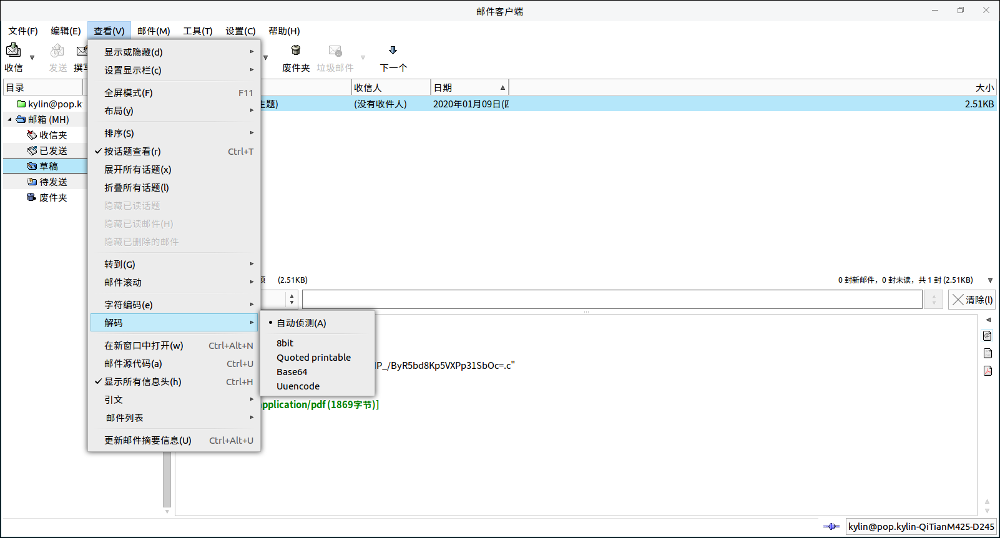 邮件客户端
文件(F) 编辑(E) 查看(V) 邮件(M) 工具(T) 设置(C) 帮助(H)
收信 发送 撰写 废件夹 垃圾邮件 下一个
目录 收信人 日期 大小
kylin@pop.k
主题) (没有收件人) 2020年01月09日(四 2.51KB
邮箱 (MH)
收信夹
已发送
草稿
待发送
废件夹
显示或隐藏(d)
设置显示栏(c)
全屏模式(F) F11
布局(y)
排序(S)
按话题查看(r) Ctrl+T
展开所有话题(x)
折叠所有话题(l)
隐藏已读话题
隐藏已读邮件(H)
隐藏已删除的邮件
转到(G)
邮件滚动
字符编码(e)
解码
在新窗口中打开(w) Ctrl+Alt+N
邮件源代码(a) Ctrl+U
显示所有信息头(h) Ctrl+H
引文
邮件列表
更新邮件摘要信息(U) Ctrl+Alt+U
自动侦测(A)
8bit
Quoted printable
Base64
Uuencode
(2.51KB) 0 封新邮件，0 封未读，共 1 封 (2.51KB)
清除(l)
IP_/ByR5bd8Kp5VXPp31SbOc=.c"
application/pdf (1869字节)]
kylin@pop.kylin-QiTianM425-D245